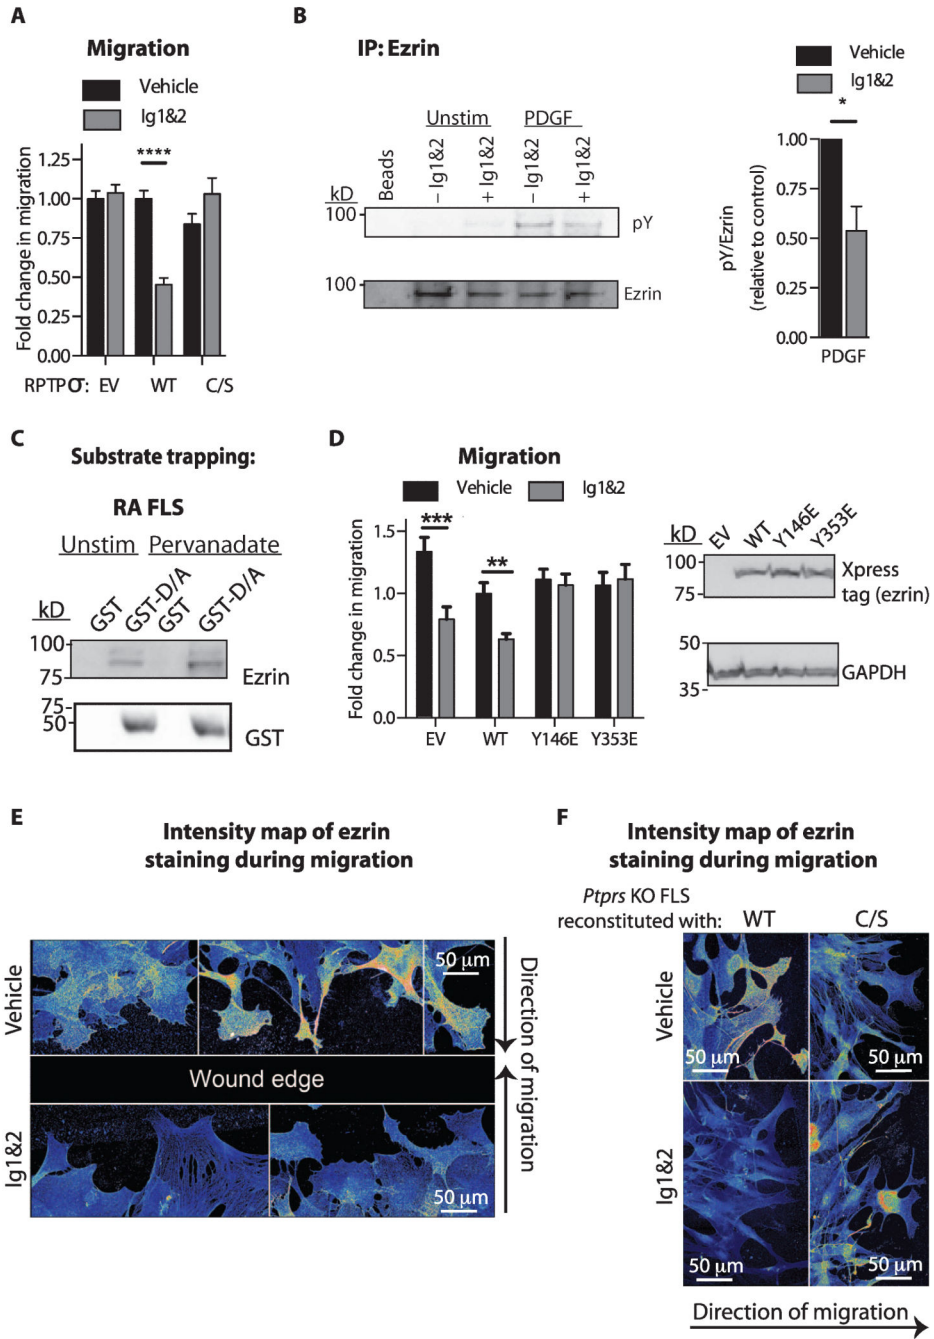 A
Migration
Vehicle
Ig1&2
Fold change in migration
1.25
1.00
0.75
0.50
0.25
0.00
****
RPTPσ: EV WT C/S
B
IP: Ezrin
Unstim PDGF
kD
Beads
– Ig1&2
+ Ig1&2
– Ig1&2
+ Ig1&2
100
pY
100
Ezrin
Vehicle
Ig1&2
*
pY/Ezrin
(relative to control)
1.00
0.75
0.50
0.25
0.00
PDGF
C
Substrate trapping:
RA FLS
Unstim Pervanadate
kD
GST
GST-D/A
GST
GST-D/A
100
75
Ezrin
75
50
GST
D
Migration
Vehicle Ig1&2
Fold change in migration
1.5
1.0
0.5
0.0
***
**
EV WT Y146E Y353E
kD
EV
WT
Y146E
Y353E
100
75
Xpress
tag (ezrin)
50
35
GAPDH
E
Intensity map of ezrin
staining during migration
Vehicle
50 μm
Wound edge
Ig1&2
50 μm
Direction of migration
F
Intensity map of ezrin
staining during migration
Ptprs KO FLS
reconstituted with: WT C/S
Vehicle
50 μm
50 μm
Ig1&2
50 μm
50 μm
Direction of migration